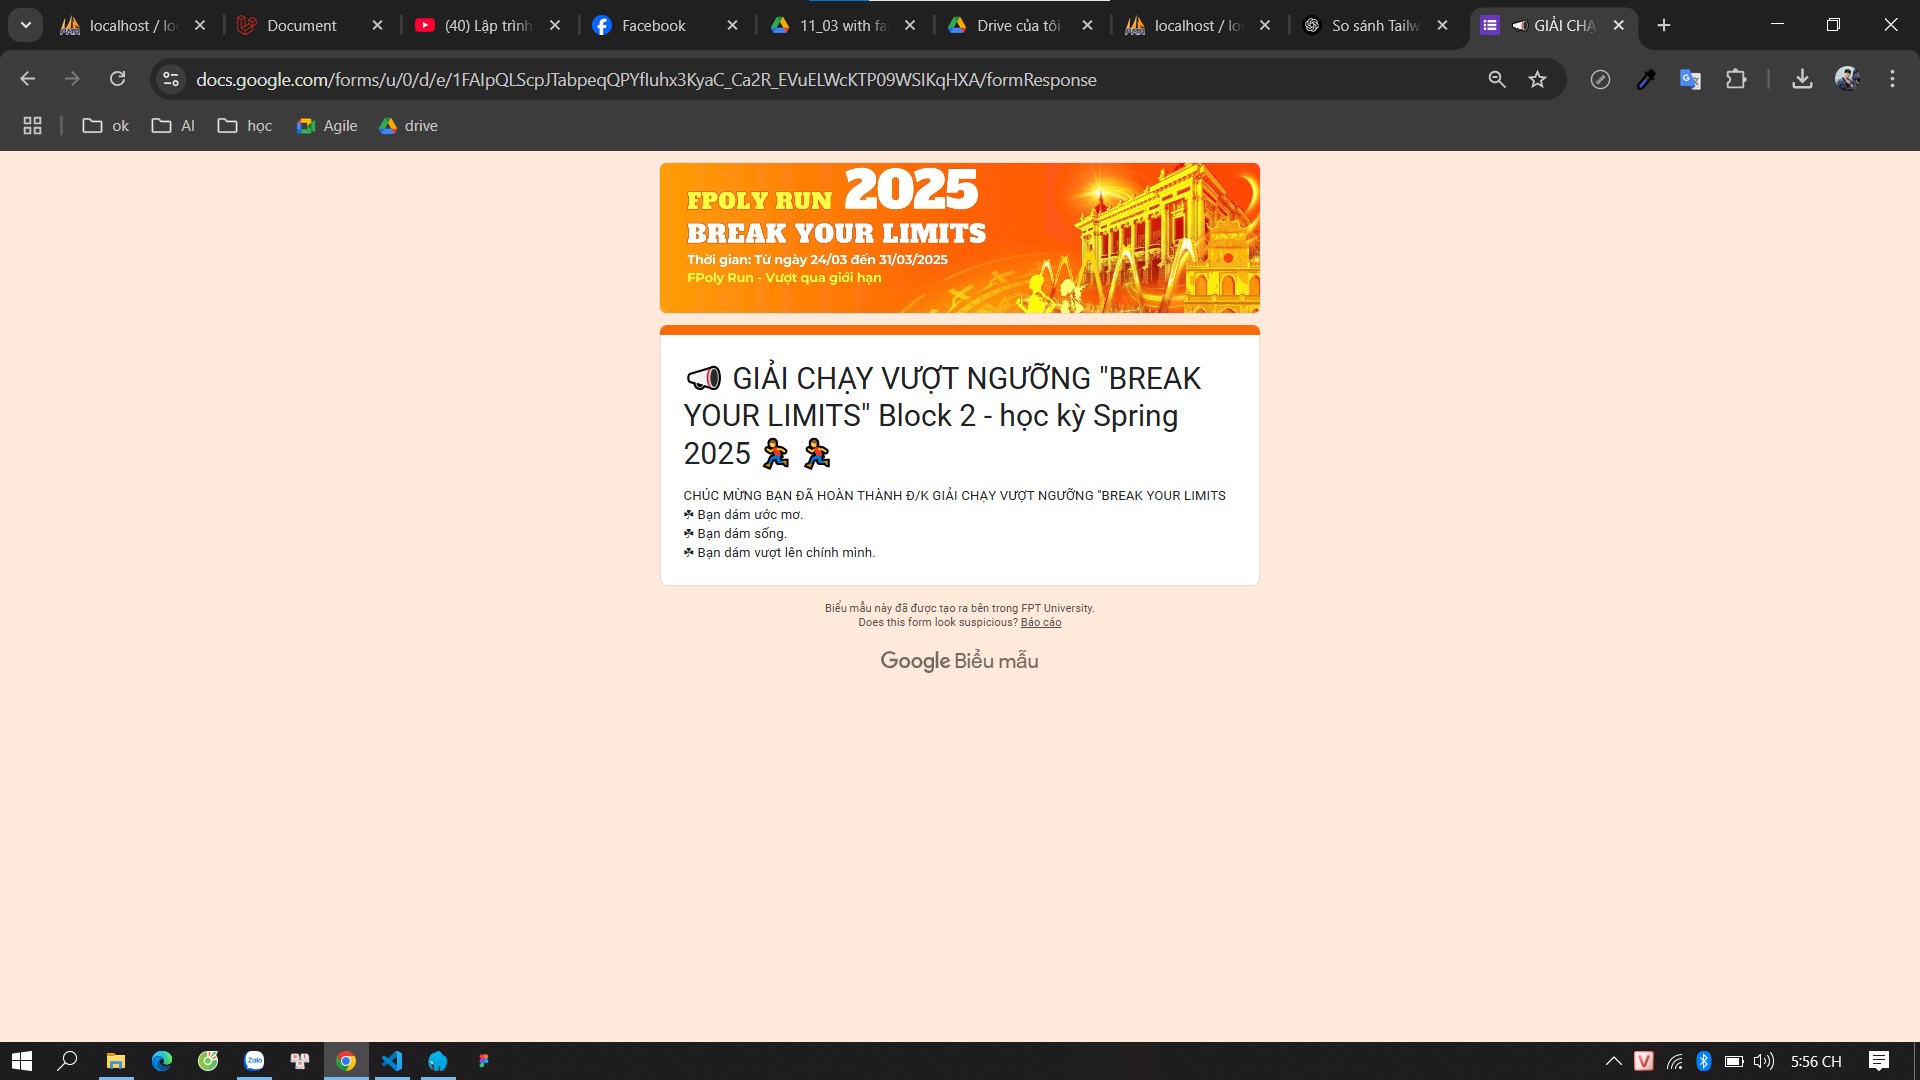 localhost / lo
Document
(40) Lập trình
Facebook
11_03 with fa
Drive của tôi
localhost / lo
So sánh Tailw
GIẢI CHẠ
docs.google.com/forms/u/0/d/e/1FAIpQLScpJTabpeqQPYfIuhx3KyaC_Ca2R_EVuELWcKTP09WSIKqHXA/formResponse
ok
AI
học
Agile
drive
FPOLY RUN 2025
BREAK YOUR LIMITS
Thời gian: Từ ngày 24/03 đến 31/03/2025
FPoly Run - Vượt qua giới hạn
📢 GIẢI CHẠY VƯỢT NGƯỠNG "BREAK
YOUR LIMITS" Block 2 - học kỳ Spring
2025 🏃 🏃
CHÚC MỪNG BẠN ĐÃ HOÀN THÀNH Đ/K GIẢI CHẠY VƯỢT NGƯỠNG "BREAK YOUR LIMITS
☘ Bạn dám ước mơ.
☘ Bạn dám sống.
☘ Bạn dám vượt lên chính mình.
Biểu mẫu này đã được tạo ra bên trong FPT University.
Does this form look suspicious? Báo cáo
Google Biểu mẫu
Zalo
V
5:56 CH